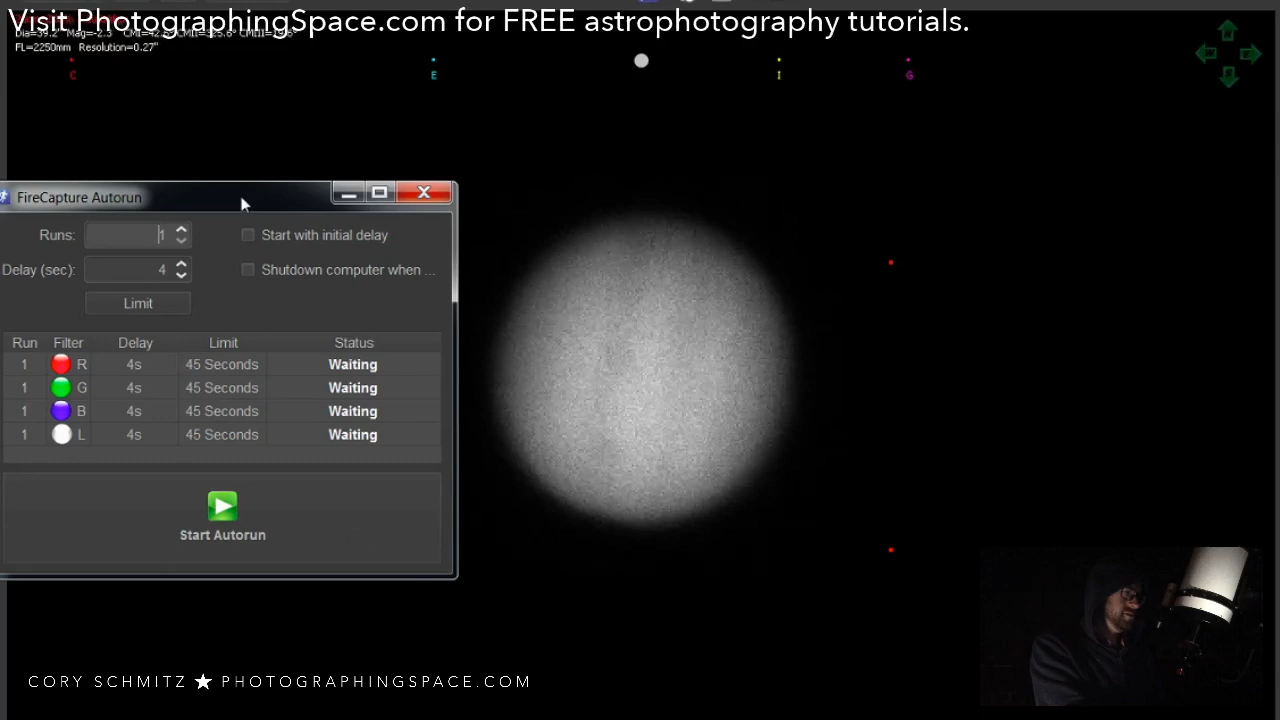 Visit PhotographingSpace.com for FREE astrophotography tutorials.
FL=2250mm Resolution=0.27"
C
E
I
G
FireCapture Autorun
Runs: 1
Start with initial delay
Delay (sec): 4
Shutdown computer when ...
Limit
Run Filter Delay Limit Status
1 R 4s 45 Seconds Waiting
1 G 4s 45 Seconds Waiting
1 B 4s 45 Seconds Waiting
1 L 4s 45 Seconds Waiting
Start Autorun
CORY SCHMITZ ★ PHOTOGRAPHINGSPACE.COM